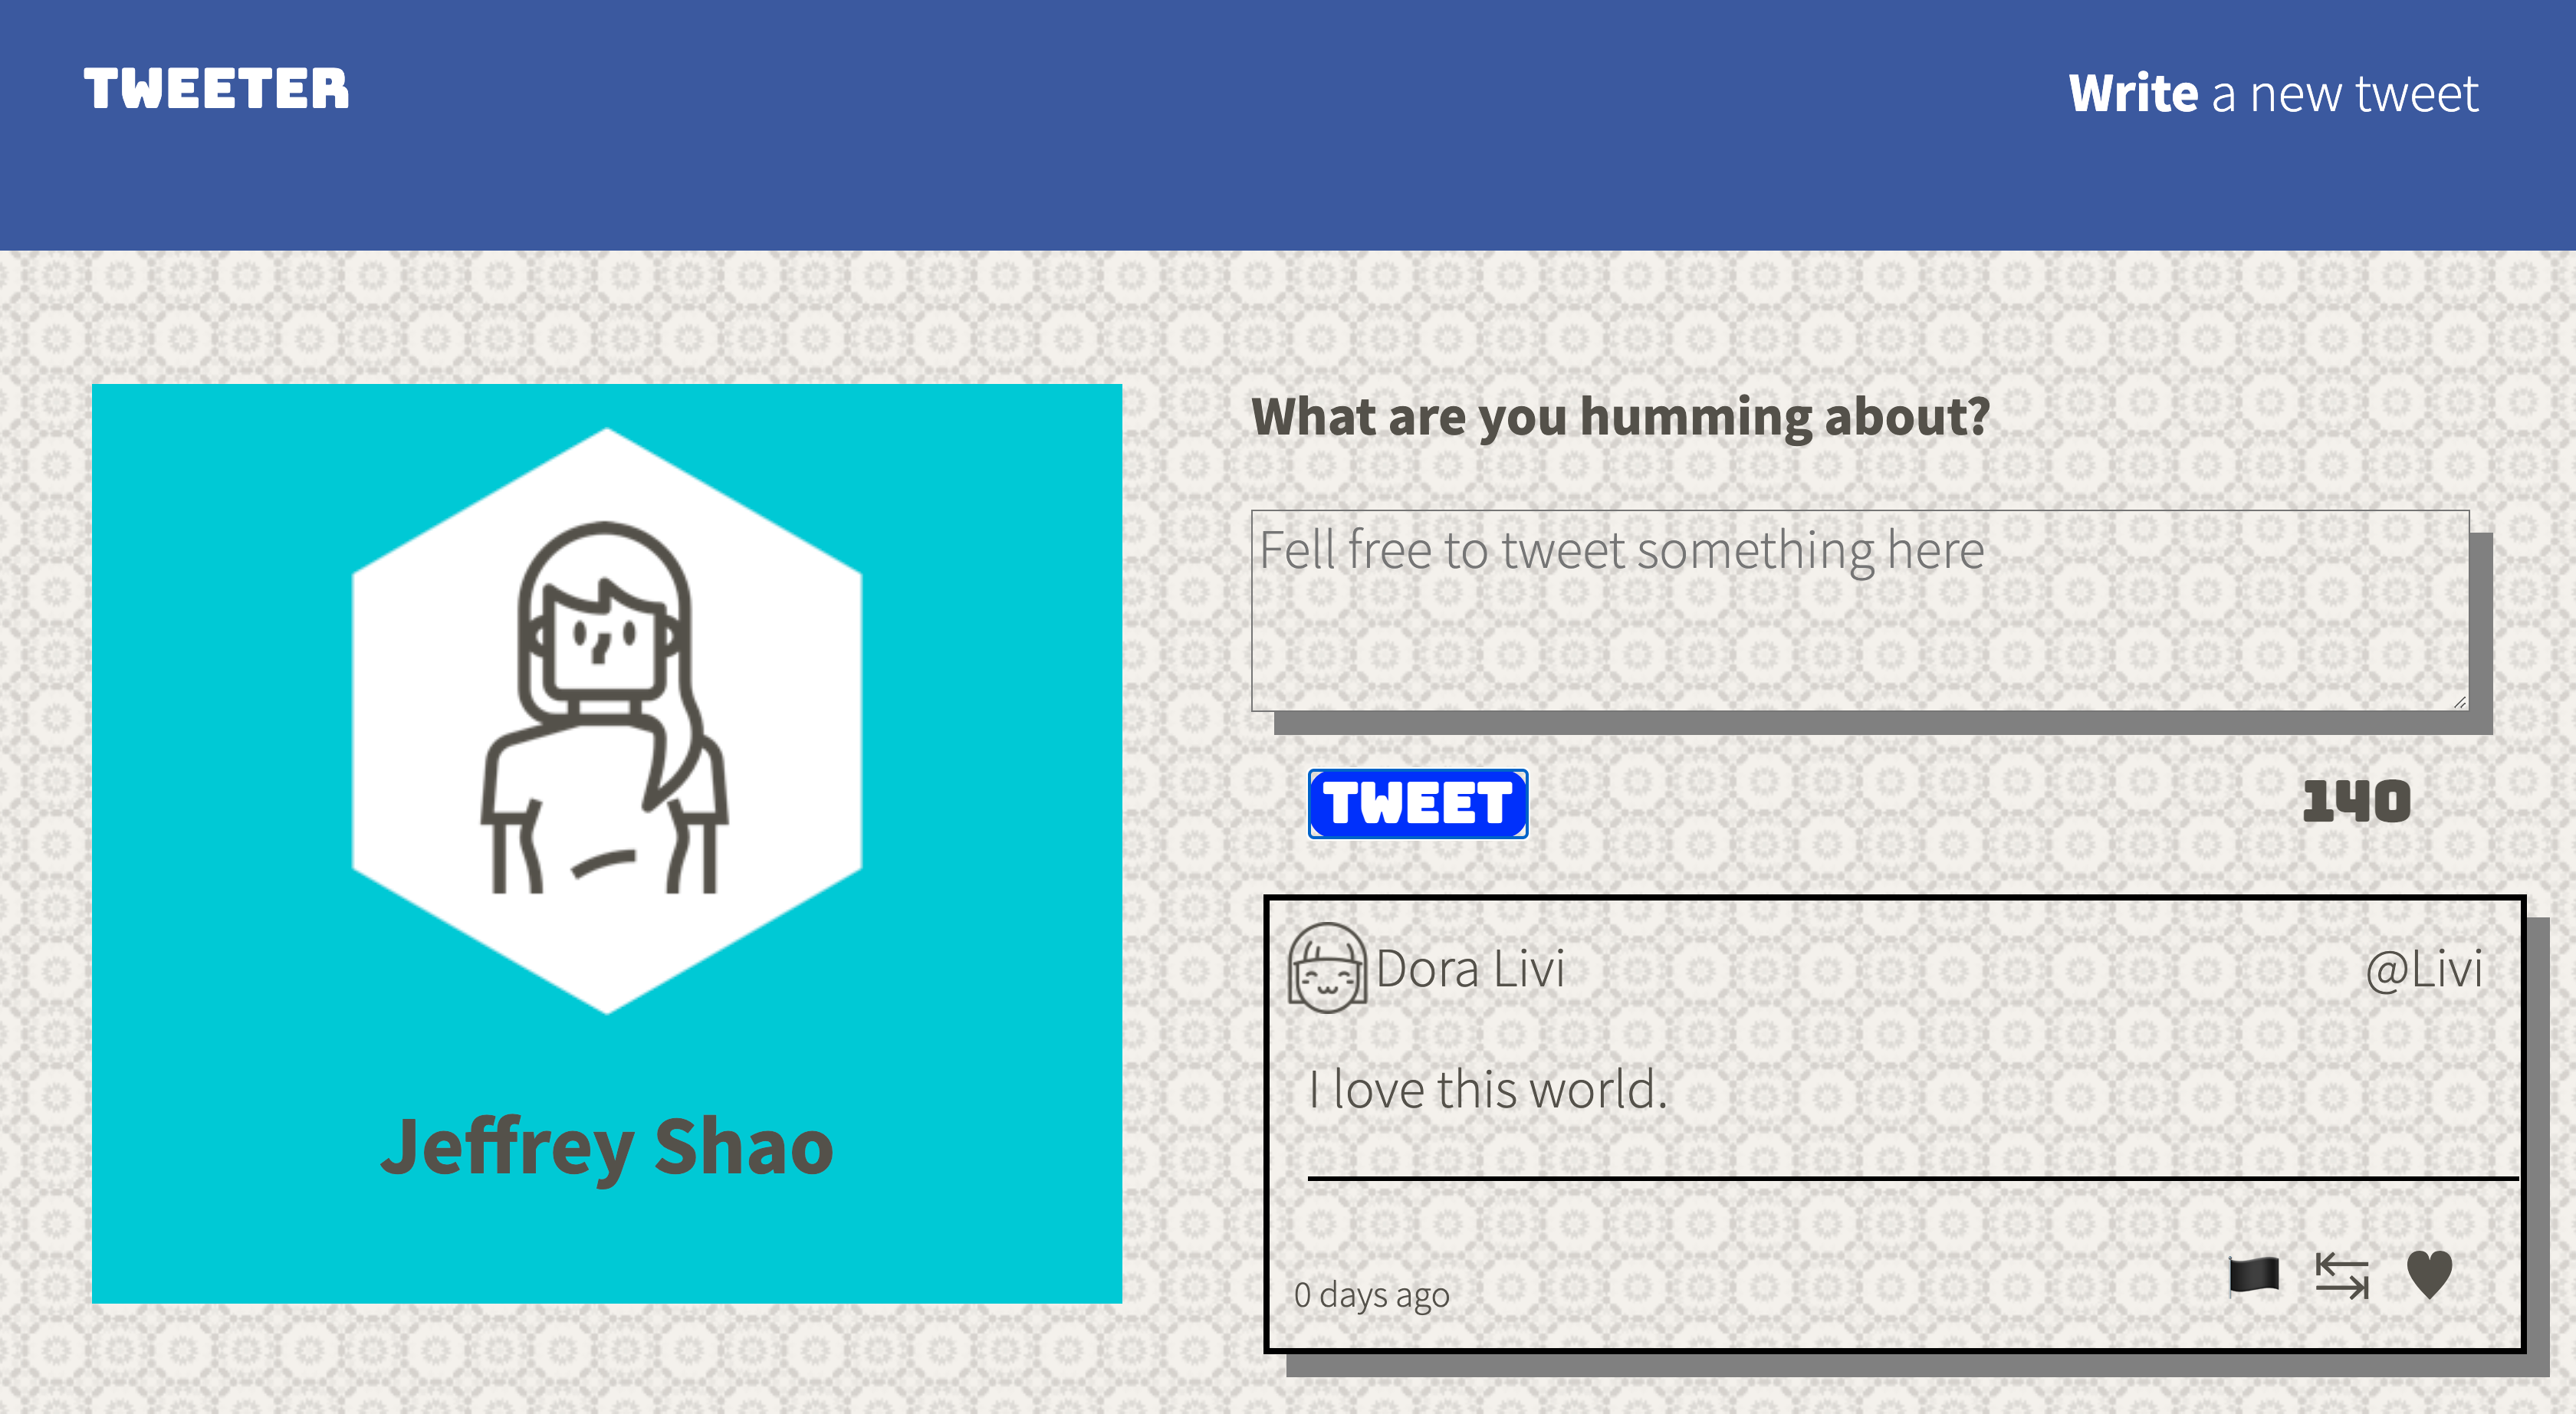 TWEETER
Write a new tweet
Jeffrey Shao
What are you humming about?
Fell free to tweet something here
TWEET
140
Dora Livi
@Livi
I love this world.
0 days ago